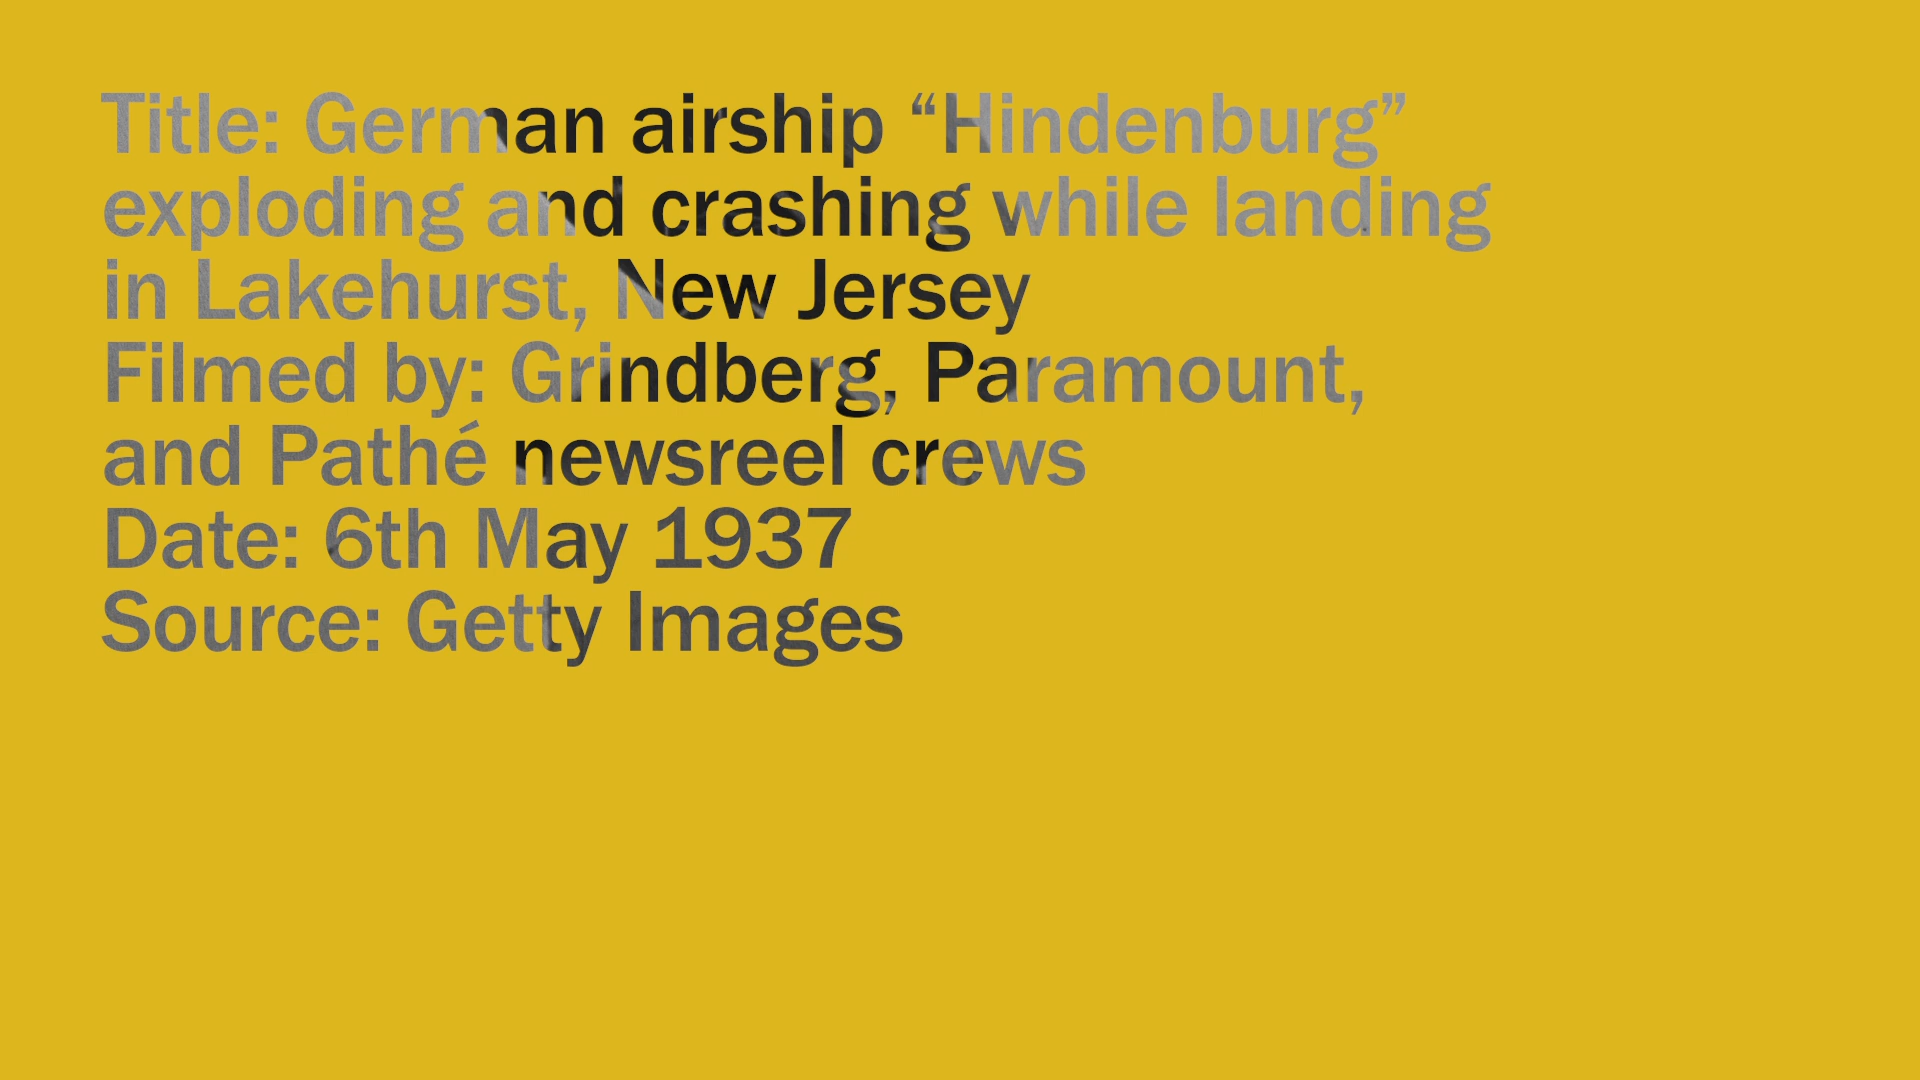 Title: German airship “Hindenburg”
exploding and crashing while landing
in Lakehurst, New Jersey
Filmed by: Grindberg, Paramount,
and Pathé newsreel crews
Date: 6th May 1937
Source: Getty Images